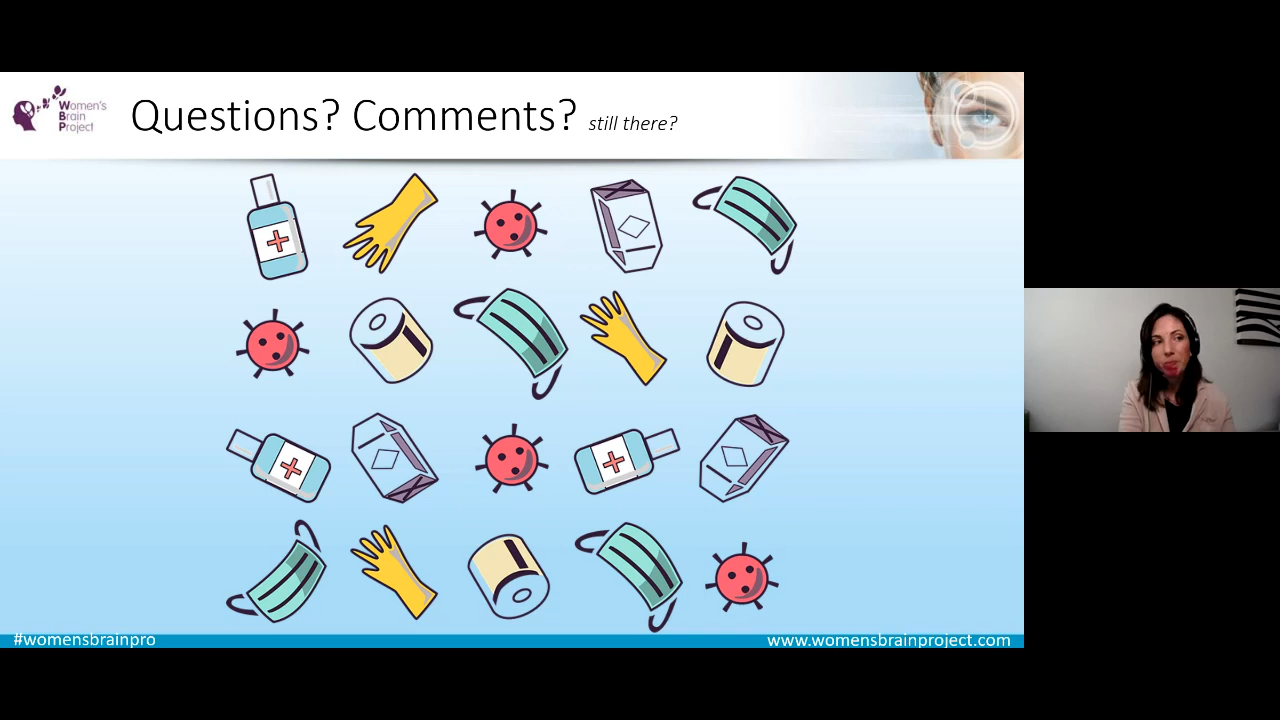 Women's
Brain
Project
Questions? Comments? still there?
#womensbrainpro
www.womensbrainproject.com